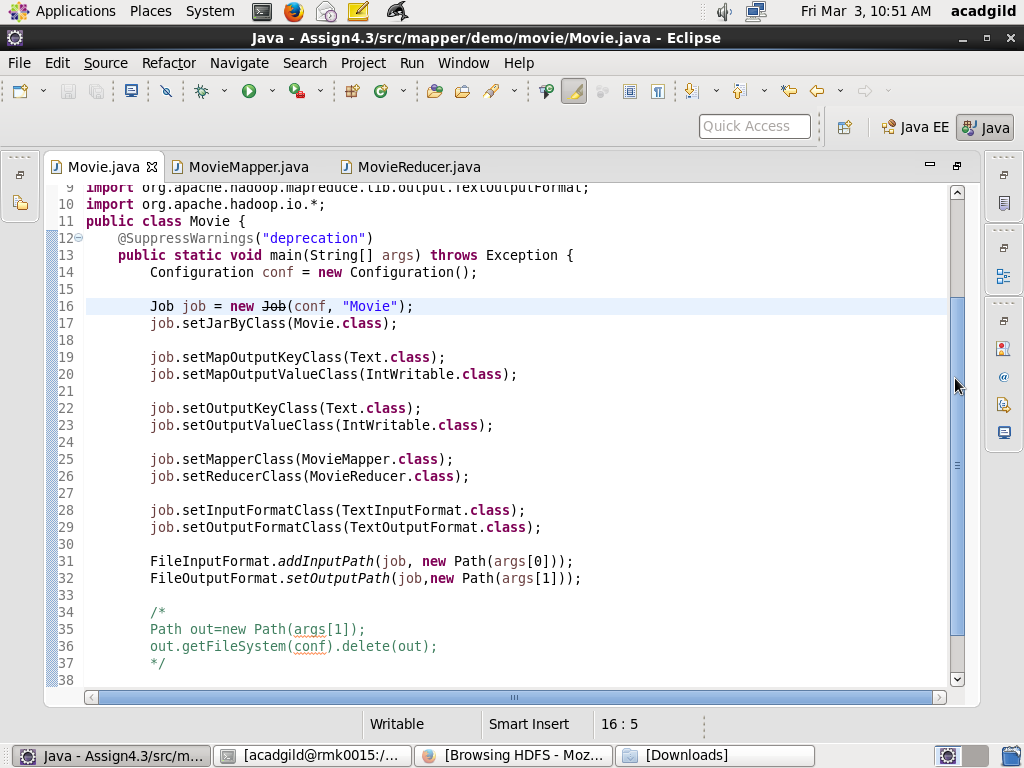 Applications Places System Fri Mar 3, 10:51 AM acadgild
Java - Assign4.3/src/mapper/demo/movie/Movie.java - Eclipse
File Edit Source Refactor Navigate Search Project Run Window Help
Quick Access Java EE Java
Movie.java MovieMapper.java MovieReducer.java
9 import org.apache.hadoop.mapreduce.lib.output.TextOutputFormat;
10 import org.apache.hadoop.io.*;
11 public class Movie {
12 @SuppressWarnings("deprecation")
13 public static void main(String[] args) throws Exception {
14 Configuration conf = new Configuration();
15
16 Job job = new Job(conf, "Movie");
17 job.setJarByClass(Movie.class);
18
19 job.setMapOutputKeyClass(Text.class);
20 job.setMapOutputValueClass(IntWritable.class);
21
22 job.setOutputKeyClass(Text.class);
23 job.setOutputValueClass(IntWritable.class);
24
25 job.setMapperClass(MovieMapper.class);
26 job.setReducerClass(MovieReducer.class);
27
28 job.setInputFormatClass(TextInputFormat.class);
29 job.setOutputFormatClass(TextOutputFormat.class);
30
31 FileInputFormat.addInputPath(job, new Path(args[0]));
32 FileOutputFormat.setOutputPath(job,new Path(args[1]));
33
34 /*
35 Path out=new Path(args[1]);
36 out.getFileSystem(conf).delete(out);
37 */
38
Writable Smart Insert 16 : 5
Java - Assign4.3/src/m... [acadgild@rmk0015:/... [Browsing HDFS - Moz... [Downloads]